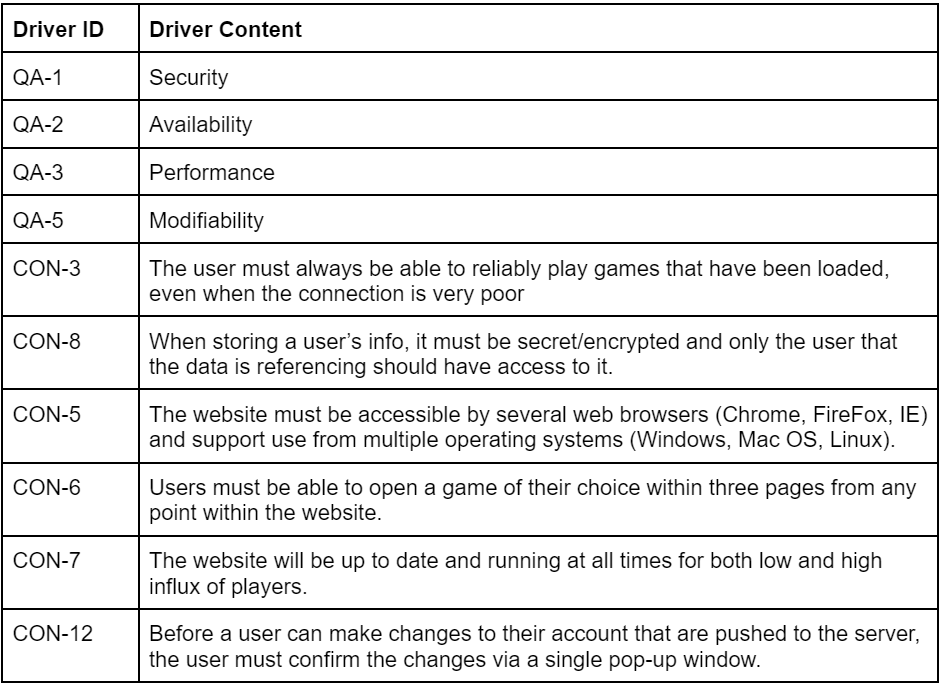 Driver ID Driver Content
QA-1 Security
QA-2 Availability
QA-3 Performance
QA-5 Modifiability
CON-3 The user must always be able to reliably play games that have been loaded,
even when the connection is very poor
CON-8 When storing a user’s info, it must be secret/encrypted and only the user that
the data is referencing should have access to it.
CON-5 The website must be accessible by several web browsers (Chrome, FireFox, IE)
and support use from multiple operating systems (Windows, Mac OS, Linux).
CON-6 Users must be able to open a game of their choice within three pages from any
point within the website.
CON-7 The website will be up to date and running at all times for both low and high
influx of players.
CON-12 Before a user can make changes to their account that are pushed to the server,
the user must confirm the changes via a single pop-up window.